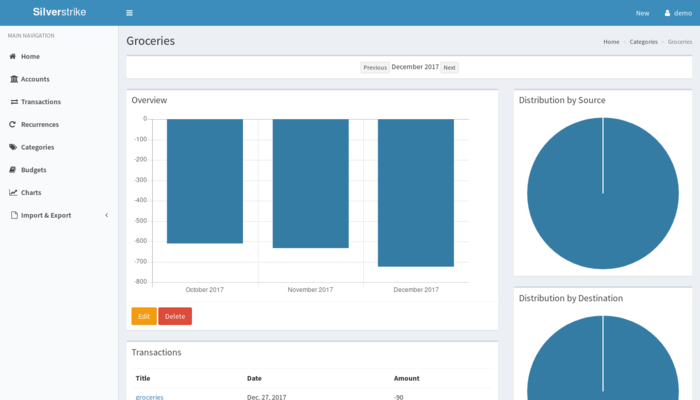 Silverstrike
New
demo
MAIN NAVIGATION
Home
Accounts
Transactions
Recurrences
Categories
Budgets
Charts
Import & Export
Groceries
Home
Categories
Groceries
Previous December 2017 Next
Overview
0
-100
-200
-300
-400
-500
-600
-700
-800
October 2017
November 2017
December 2017
Edit
Delete
Distribution by Source
Distribution by Destination
Transactions
Title Date Amount
groceries Dec. 27, 2017 -90